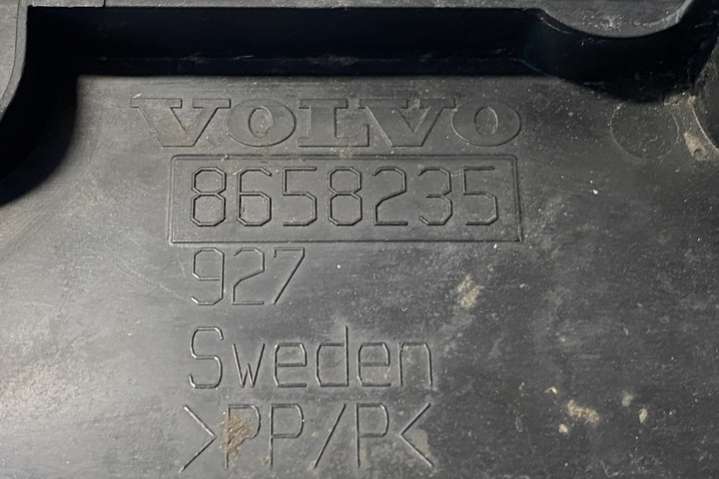 VOLVO
8658235
927
Sweden
>PP/P<